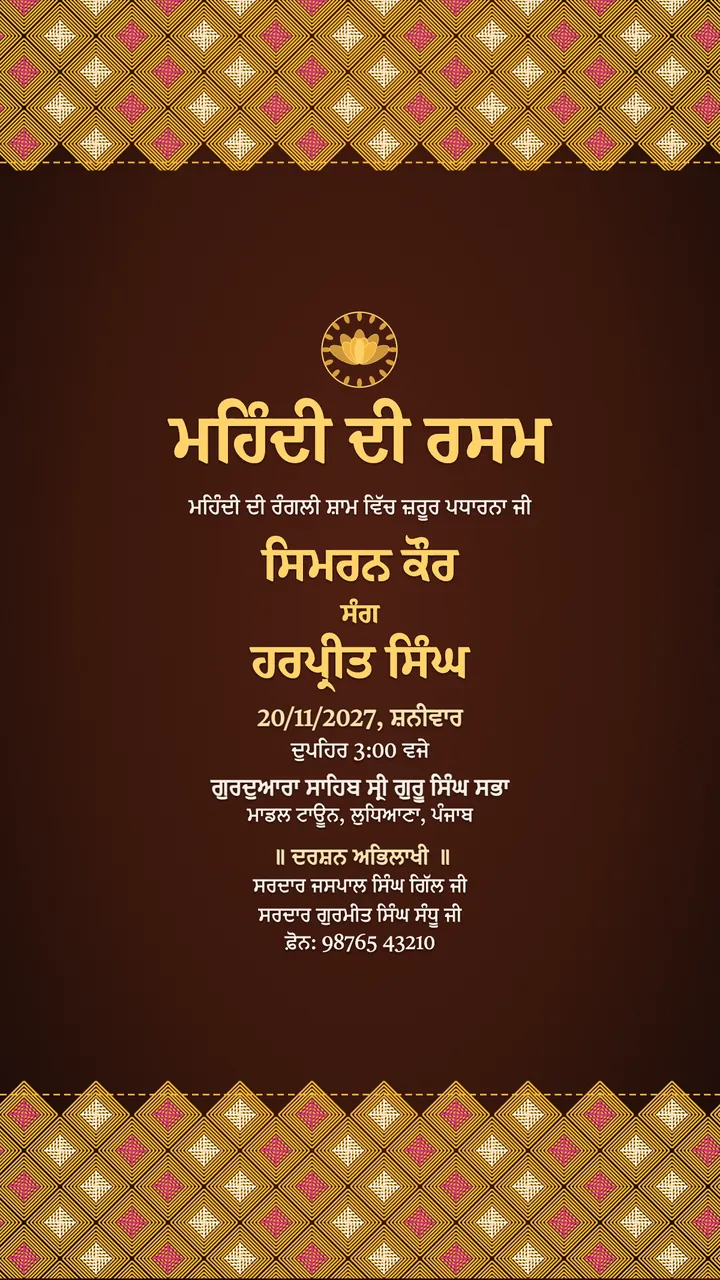 ਮਹਿੰਦੀ ਦੀ ਰਸਮ
ਮਹਿੰਦੀ ਦੀ ਰੰਗਲੀ ਸ਼ਾਮ ਵਿੱਚ ਜ਼ਰੂਰ ਪਧਾਰਨਾ ਜੀ
ਸਿਮਰਨ ਕੌਰ
ਸੰਗ
ਹਰਪ੍ਰੀਤ ਸਿੰਘ
20/11/2027, ਸ਼ਨੀਵਾਰ
ਦੁਪਹਿਰ 3:00 ਵਜੇ
ਗੁਰਦੁਆਰਾ ਸਾਹਿਬ ਸ੍ਰੀ ਗੁਰੂ ਸਿੰਘ ਸਭਾ
ਮਾਡਲ ਟਾਊਨ, ਲੁਧਿਆਣਾ, ਪੰਜਾਬ
॥ ਦਰਸ਼ਨ ਅਭਿਲਾਖੀ ॥
ਸਰਦਾਰ ਜਸਪਾਲ ਸਿੰਘ ਗਿੱਲ ਜੀ
ਸਰਦਾਰ ਗੁਰਮੀਤ ਸਿੰਘ ਸੰਧੂ ਜੀ
ਫ਼ੋਨ: 98765 43210